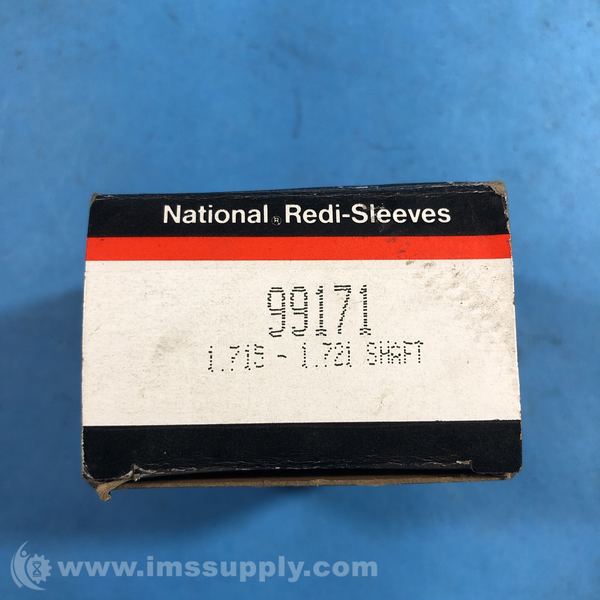 National® Redi-Sleeves
99171
1.715 - 1.721 SHAFT
www.imssupply.com